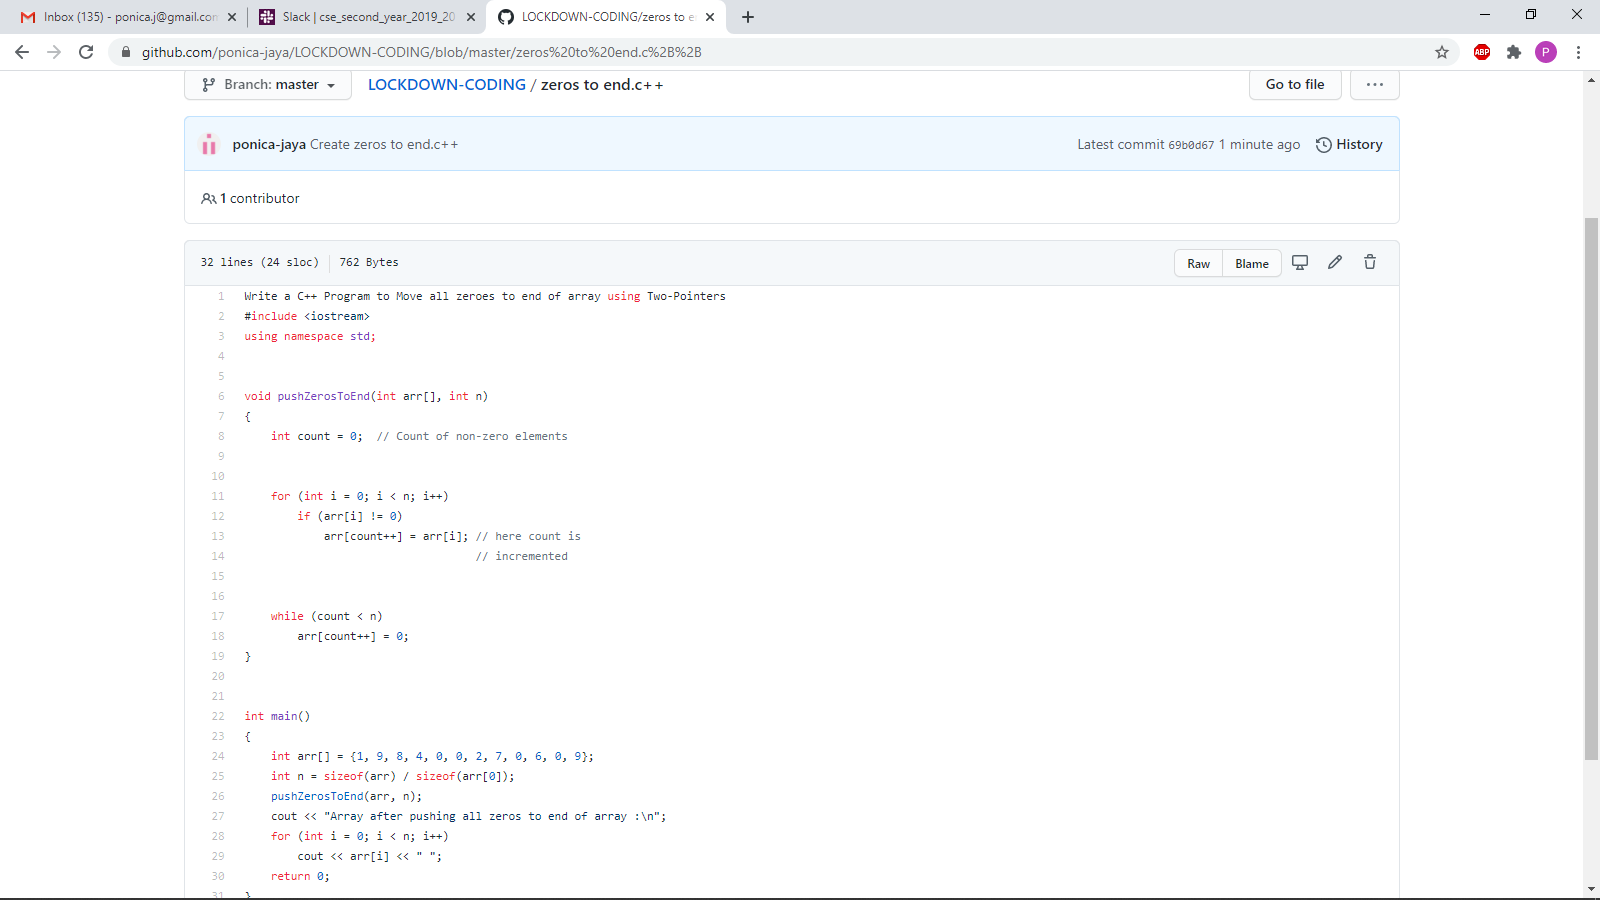 Inbox (135) - ponica.j@gmail.com
Slack | cse_second_year_2019_20
LOCKDOWN-CODING/zeros to e
github.com/ponica-jaya/LOCKDOWN-CODING/blob/master/zeros%20to%20end.c%2B%2B
ABP
P
Branch: master
LOCKDOWN-CODING / zeros to end.c++
Go to file
...
ponica-jaya Create zeros to end.c++
Latest commit 69b0d67 1 minute ago
History
1 contributor
32 lines (24 sloc) 762 Bytes
Raw
Blame
1 Write a C++ Program to Move all zeroes to end of array using Two-Pointers
2 #include <iostream>
3 using namespace std;
4
5
6 void pushZerosToEnd(int arr[], int n)
7 {
8 int count = 0; // Count of non-zero elements
9
10
11 for (int i = 0; i < n; i++)
12 if (arr[i] != 0)
13 arr[count++] = arr[i]; // here count is
14 // incremented
15
16
17 while (count < n)
18 arr[count++] = 0;
19 }
20
21
22 int main()
23 {
24 int arr[] = {1, 9, 8, 4, 0, 0, 2, 7, 0, 6, 0, 9};
25 int n = sizeof(arr) / sizeof(arr[0]);
26 pushZerosToEnd(arr, n);
27 cout << "Array after pushing all zeros to end of array :\n";
28 for (int i = 0; i < n; i++)
29 cout << arr[i] << " ";
30 return 0;
31 }